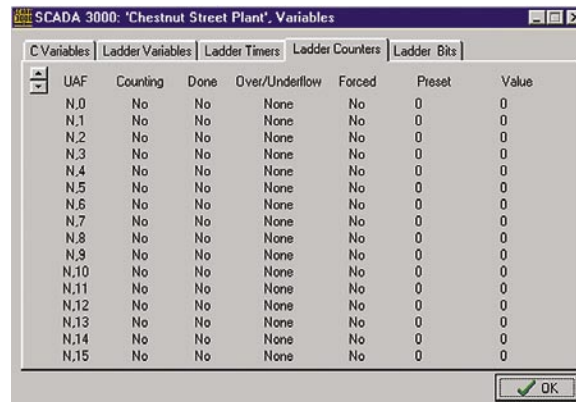 SCADA 3000: 'Chestnut Street Plant', Variables
C Variables Ladder Variables Ladder Timers Ladder Counters Ladder Bits
UAF Counting Done Over/Underflow Forced Preset Value
N,0 No No None No 0 0
N,1 No No None No 0 0
N,2 No No None No 0 0
N,3 No No None No 0 0
N,4 No No None No 0 0
N,5 No No None No 0 0
N,6 No No None No 0 0
N,7 No No None No 0 0
N,8 No No None No 0 0
N,9 No No None No 0 0
N,10 No No None No 0 0
N,11 No No None No 0 0
N,12 No No None No 0 0
N,13 No No None No 0 0
N,14 No No None No 0 0
N,15 No No None No 0 0
OK